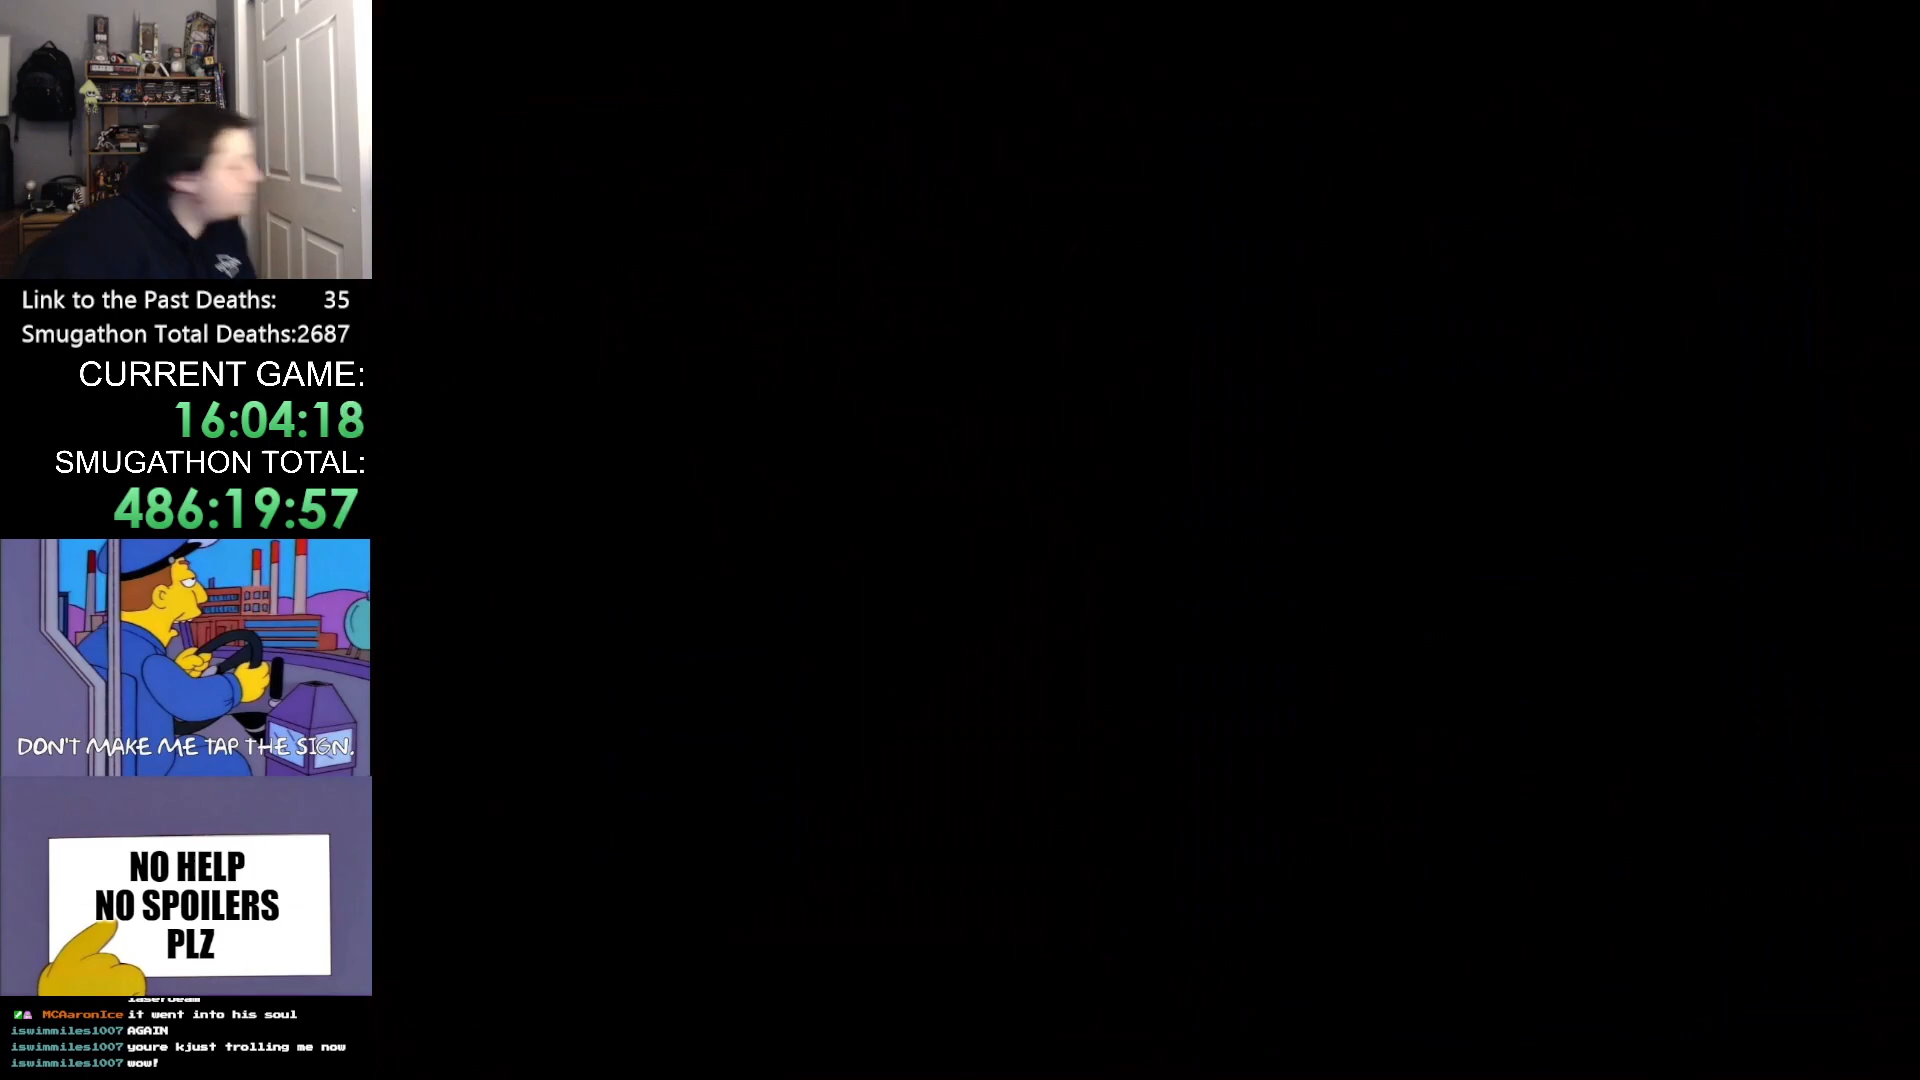 Link to the Past Deaths: 35
Smugathon Total Deaths:2687
CURRENT GAME:
16:04:18
SMUGATHON TOTAL:
486:19:57
DON'T MAKE ME TAP THE SIGN.
NO HELP
NO SPOILERS
PLZ
MCAaronIce it went into his soul
iswimmiles1007 AGAIN
iswimmiles1007 youre kjust trolling me now
iswimmiles1007 wow!